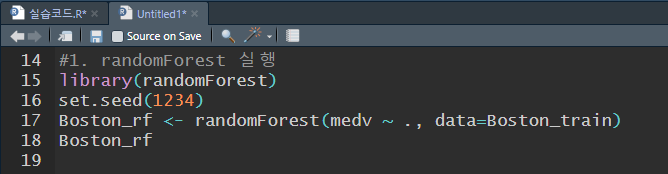 실습코드.R* Untitled1*
Source on Save
14 #1. randomForest 실행
15 library(randomForest)
16 set.seed(1234)
17 Boston_rf <- randomForest(medv ~ ., data=Boston_train)
18 Boston_rf
19